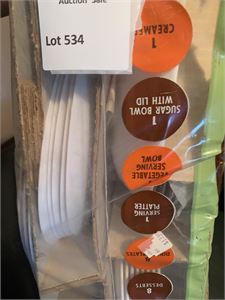 Auction Sale
Lot 534
1
CREAMER
1
SUGAR BOWL
WITH LID
1
VEGETABLE
SERVING
BOWL
1
SERVING
PLATTER
8
DESSERTS